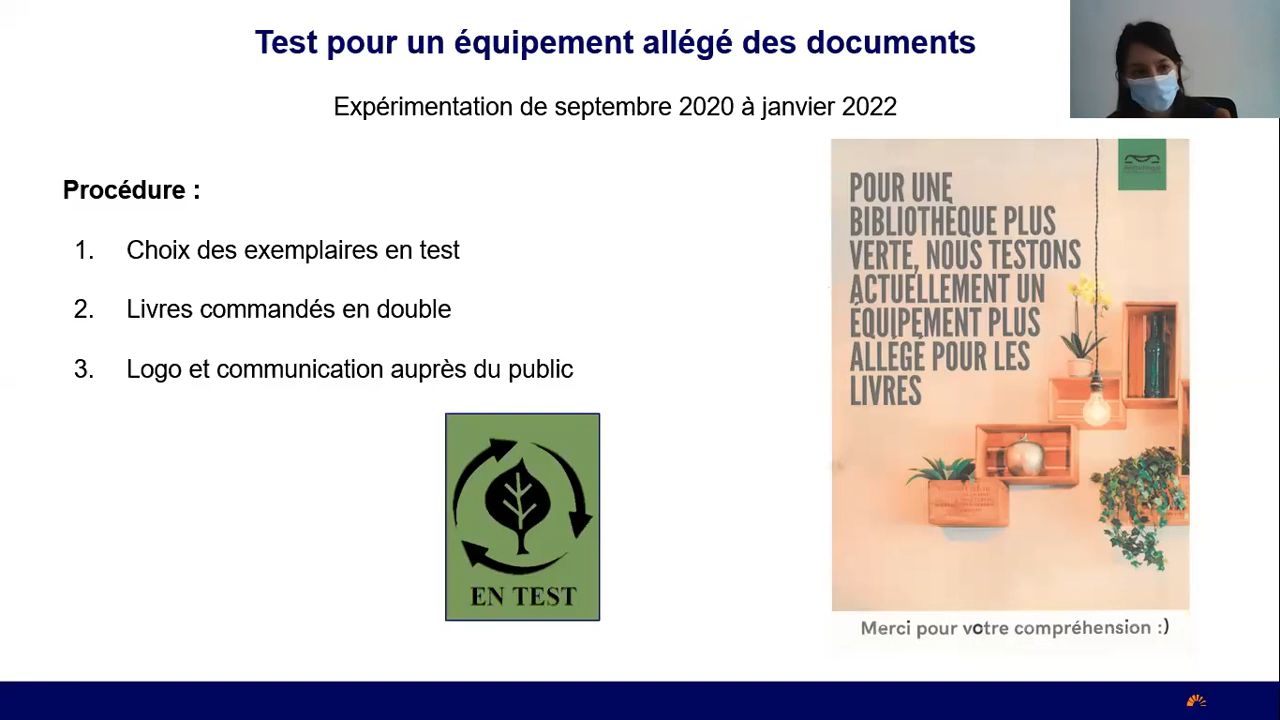 Test pour un équipement allégé des documents
Expérimentation de septembre 2020 à janvier 2022
Procédure :
1. Choix des exemplaires en test
2. Livres commandés en double
3. Logo et communication auprès du public
EN TEST
POUR UNE
BIBLIOTHÈQUE PLUS
VERTE, NOUS TESTONS
ACTUELLEMENT UN
ÉQUIPEMENT PLUS
ALLEGÉ POUR LES
LIVRES
Merci pour votre compréhension :)